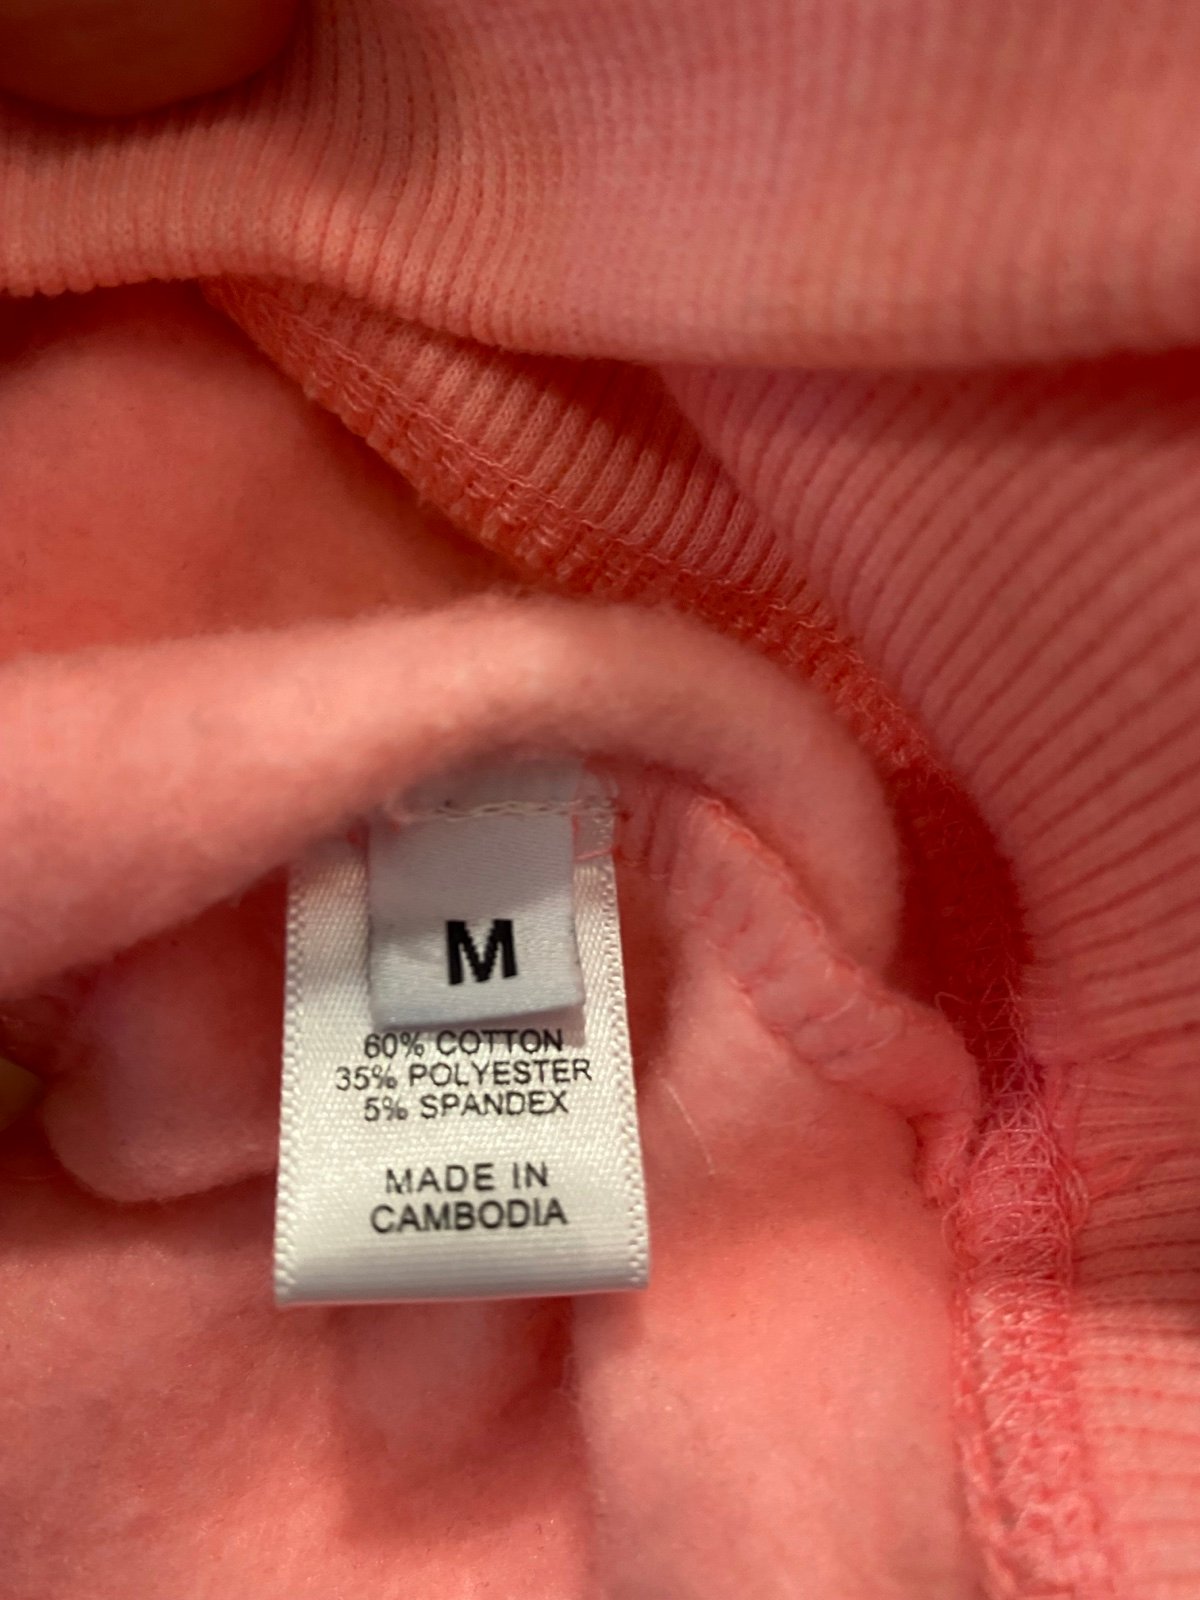 M
60% COTTON
35% POLYESTER
5% SPANDEX
MADE IN
CAMBODIA